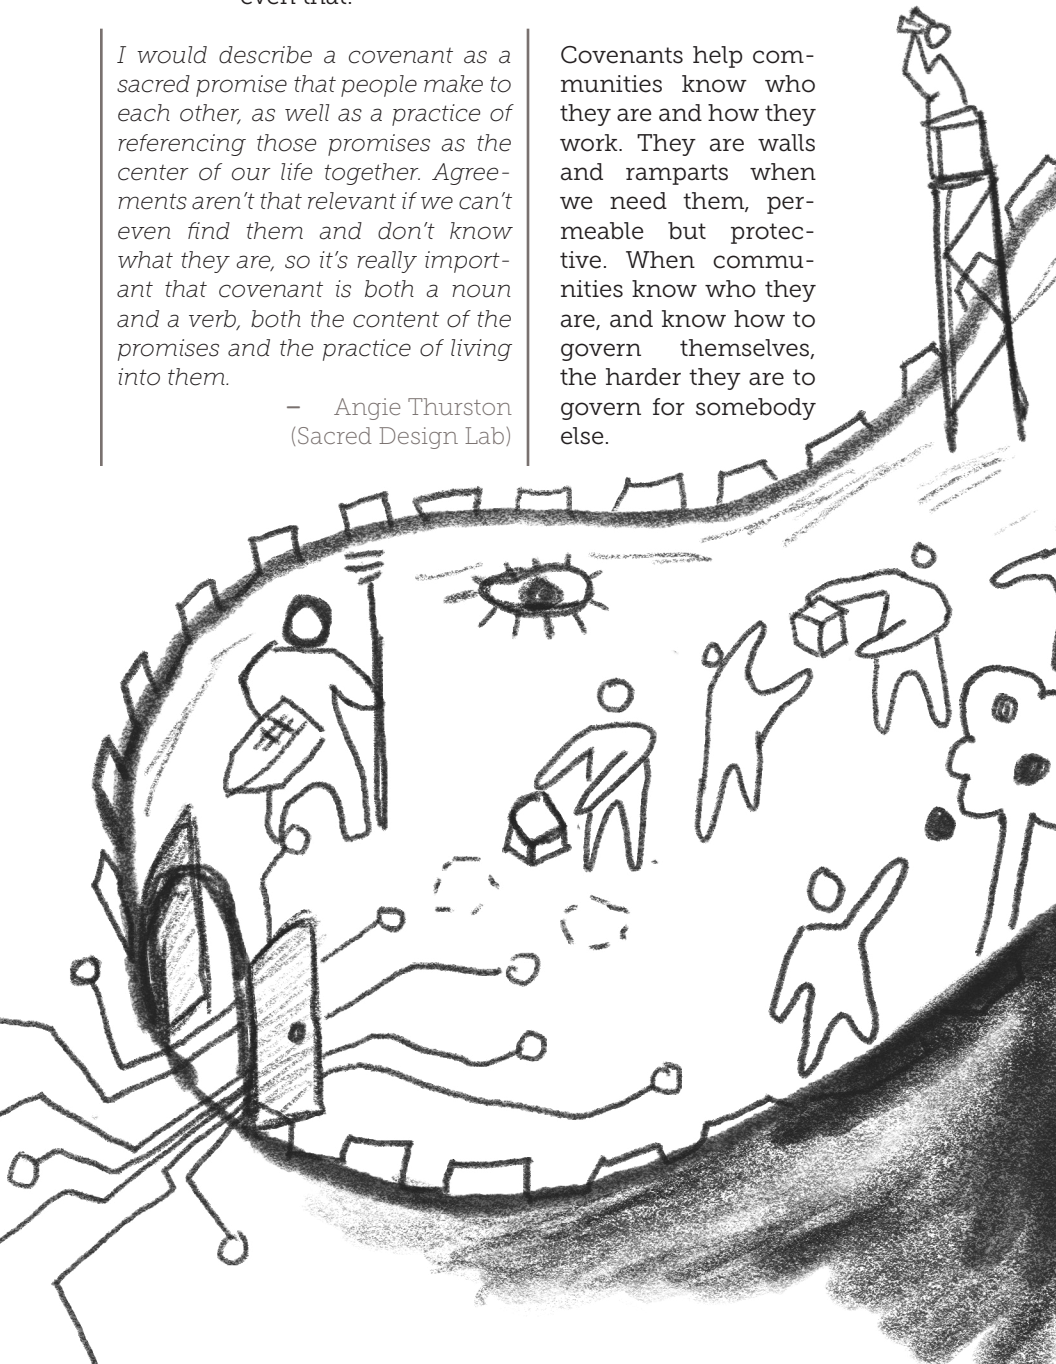 even that.
I would describe a covenant as a
sacred promise that people make to
each other, as well as a practice of
referencing those promises as the
center of our life together. Agree-
ments aren't that relevant if we can't
even find them and don't know
what they are, so it's really import-
ant that covenant is both a noun
and a verb, both the content of the
promises and the practice of living
into them.
– Angie Thurston
(Sacred Design Lab)
Covenants help com-
munities know who
they are and how they
work. They are walls
and ramparts when
we need them, per-
meable but protec-
tive. When commu-
nities know who they
are, and know how to
govern themselves,
the harder they are to
govern for somebody
else.